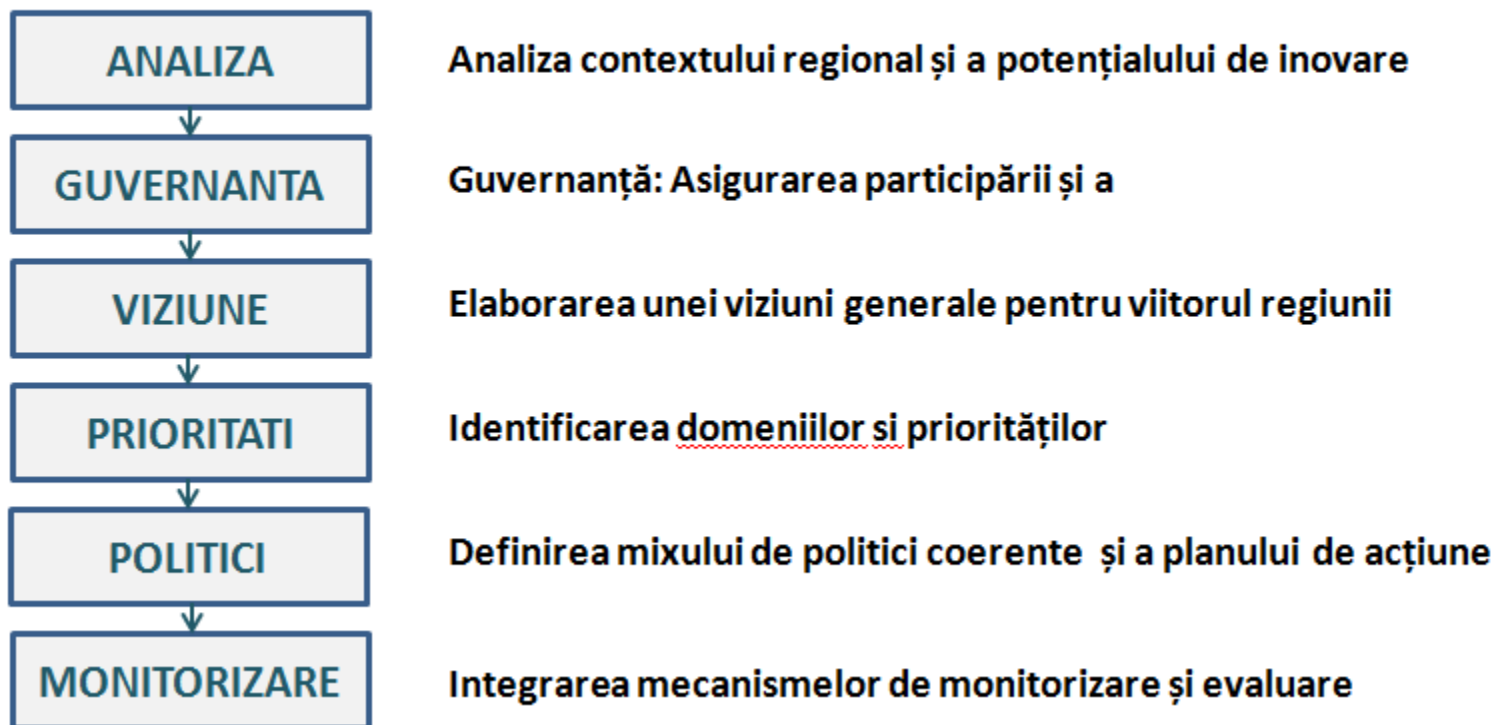 ANALIZA
Analiza contextului regional și a potențialului de inovare
GUVERNANTA
Guvernanță: Asigurarea participării și a
VIZIUNE
Elaborarea unei viziuni generale pentru viitorul regiunii
PRIORITATI
Identificarea domeniilor si priorităților
POLITICI
Definirea mixului de politici coerente și a planului de acțiune
MONITORIZARE
Integrarea mecanismelor de monitorizare și evaluare